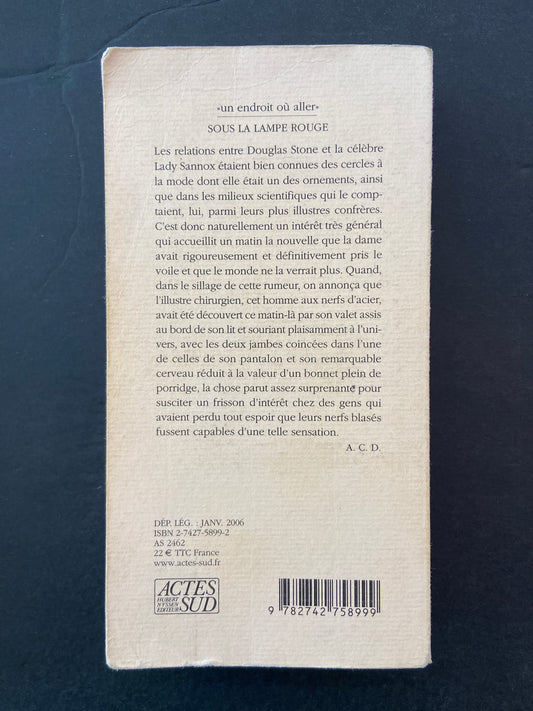 «un endroit où aller»
SOUS LA LAMPE ROUGE
Les relations entre Douglas Stone et la célèbre
Lady Sannox étaient bien connues des cercles à
la mode dont elle était un des ornements, ainsi
que dans les milieux scientifiques qui le comp-
taient, lui, parmi leurs plus illustres confrères.
C'est donc naturellement un intérêt très général
qui accueillit un matin la nouvelle que la dame
avait rigoureusement et définitivement pris le
voile et que le monde ne la verrait plus. Quand,
dans le sillage de cette rumeur, on annonça que
l'illustre chirurgien, cet homme aux nerfs d'acier,
avait été découvert ce matin-là par son valet assis
au bord de son lit et souriant plaisamment à l'uni-
vers, avec les deux jambes coincées dans l'une
de celles de son pantalon et son remarquable
cerveau réduit à la valeur d'un bonnet plein de
porridge, la chose parut assez surprenante pour
susciter un frisson d'intérêt chez des gens qui
avaient perdu tout espoir que leurs nerfs blasés
fussent capables d'une telle sensation.
A. C. D.
DÉP. LÉG. : JANV. 2006
ISBN 2-7427-5899-2
AS 2462
22 € TTC France
www.actes-sud.fr
ACTES
HUBERT
NYSSEN
ÉDITEUR
SUD
9 782742 758999